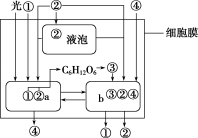 光① ② ④
② 液泡
细胞膜
C₆H₁₂O₆ ③
①②a
b ③②④
④ ① ②